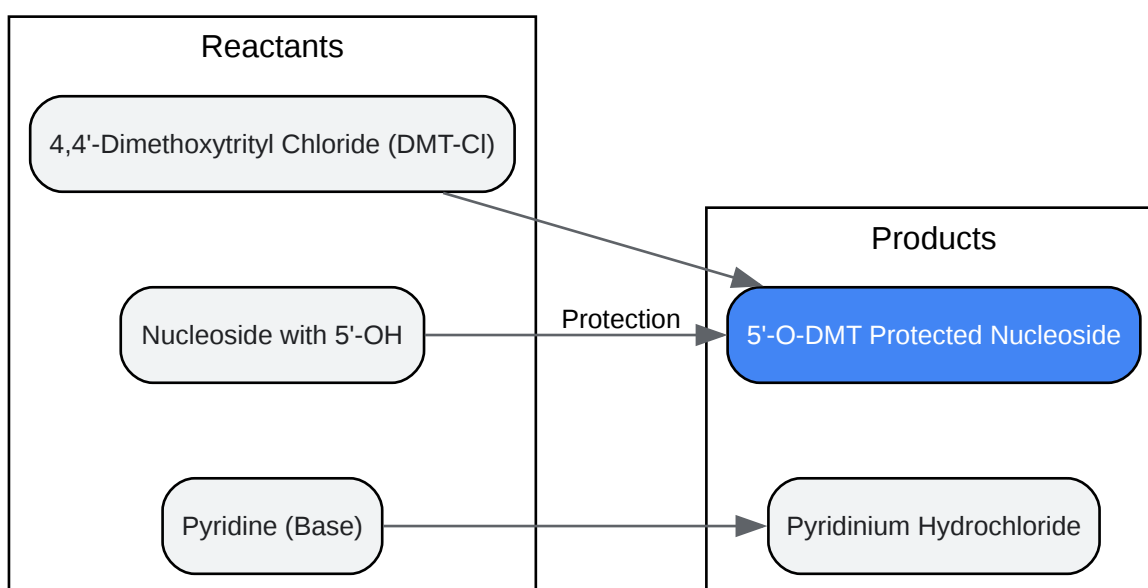 Reactants
4,4'-Dimethoxytrityl Chloride (DMT-Cl)
Nucleoside with 5'-OH
Pyridine (Base)
Protection
Products
5'-O-DMT Protected Nucleoside
Pyridinium Hydrochloride